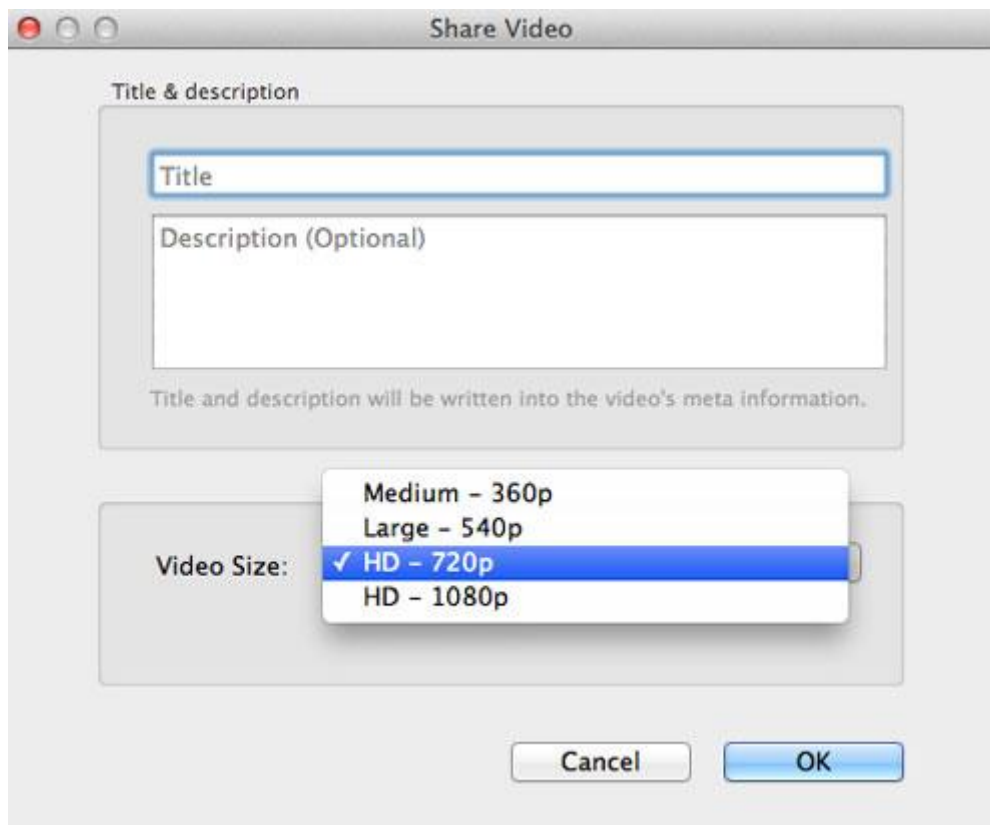 Share Video
Title & description
Title
Description (Optional)
Title and description will be written into the video's meta information.
Video Size:
Medium – 360p
Large – 540p
✓ HD – 720p
HD – 1080p
Cancel
OK